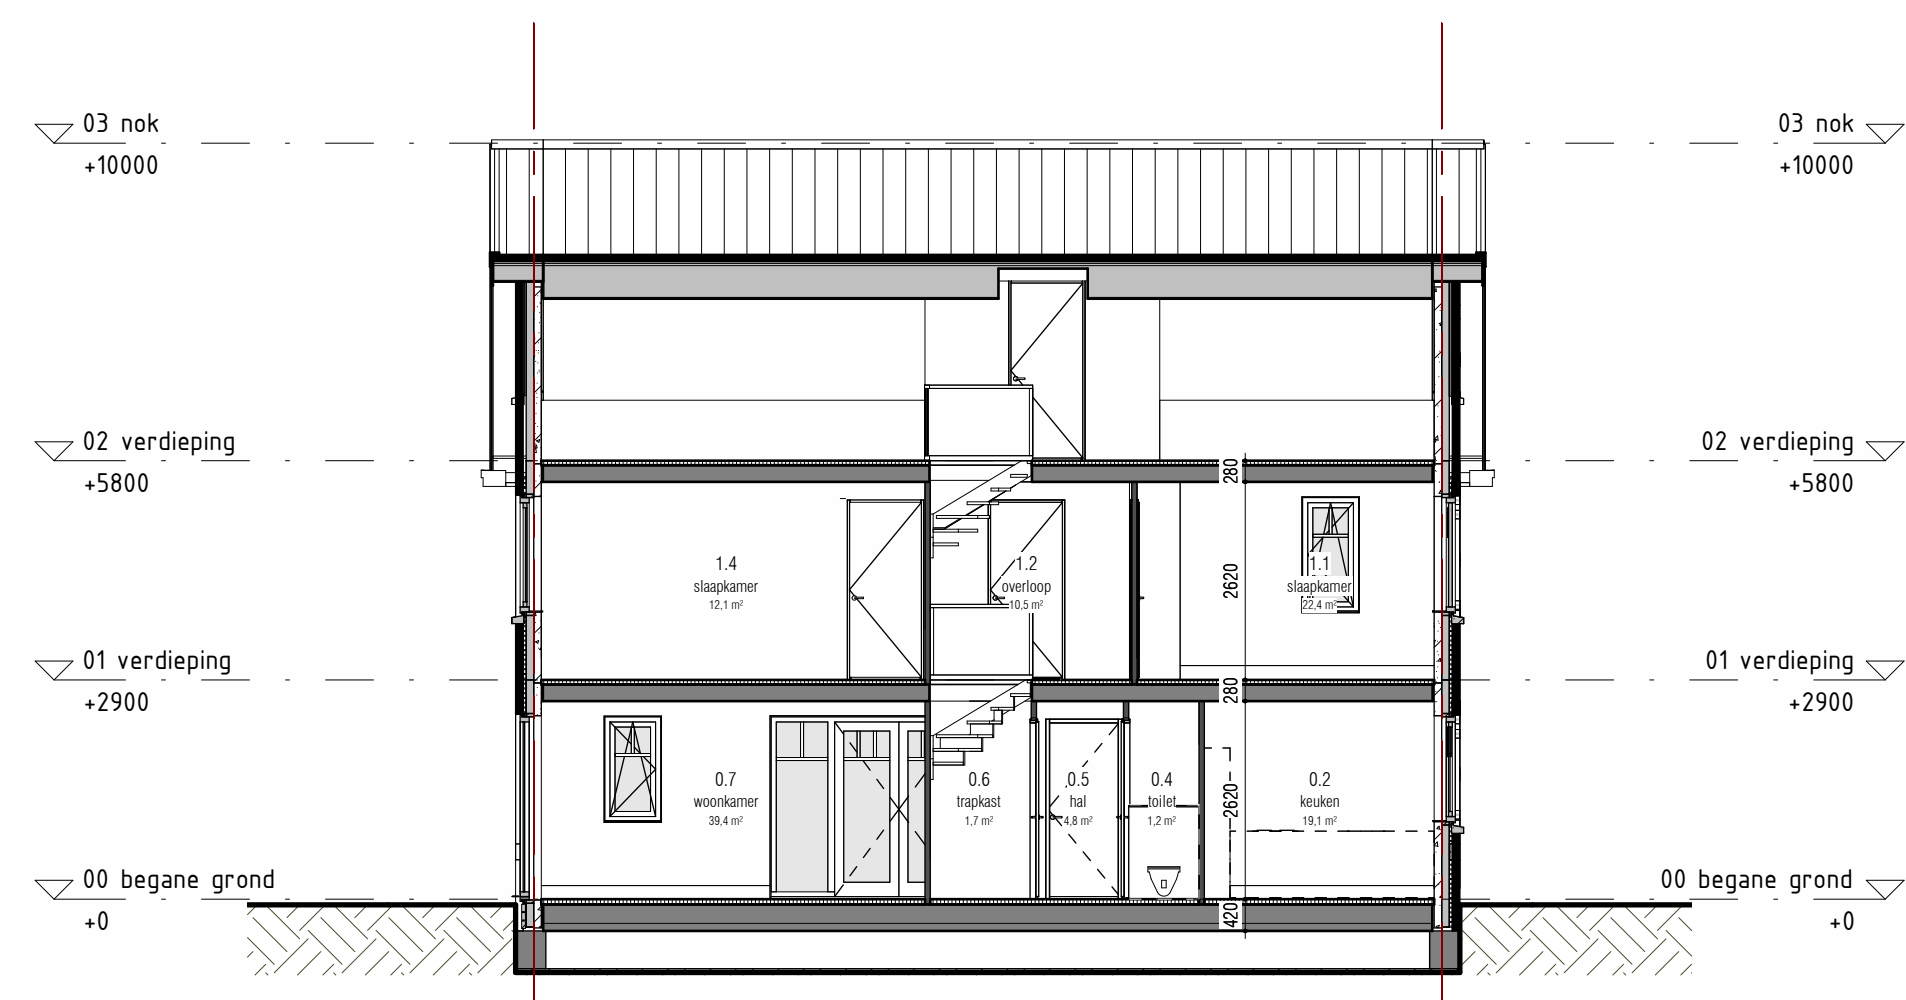 03 nok
+10000
03 nok
+10000
02 verdieping
+5800
02 verdieping
+5800
280
1.4
slaapkamer
12,1 m²
1.2
overloop
10,5 m²
2620
1.1
slaapkamer
22,4 m²
01 verdieping
+2900
01 verdieping
+2900
280
0.7
woonkamer
39,4 m²
0.6
trapkast
1,7 m²
0.5
hal
4,8 m²
0.4
toilet
1,2 m²
2620
0.2
keuken
19,1 m²
00 begane grond
+0
00 begane grond
+0
420